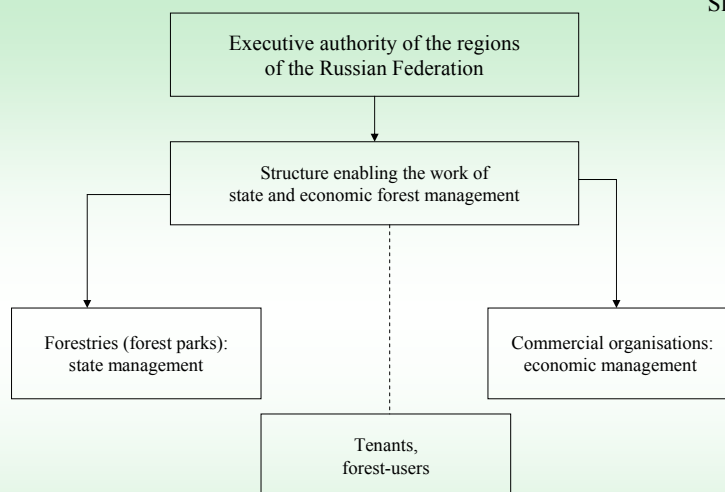 Executive authority of the regions
of the Russian Federation
Structure enabling the work of
state and economic forest management
Forestries (forest parks):
state management
Commercial organisations:
economic management
Tenants,
forest-users